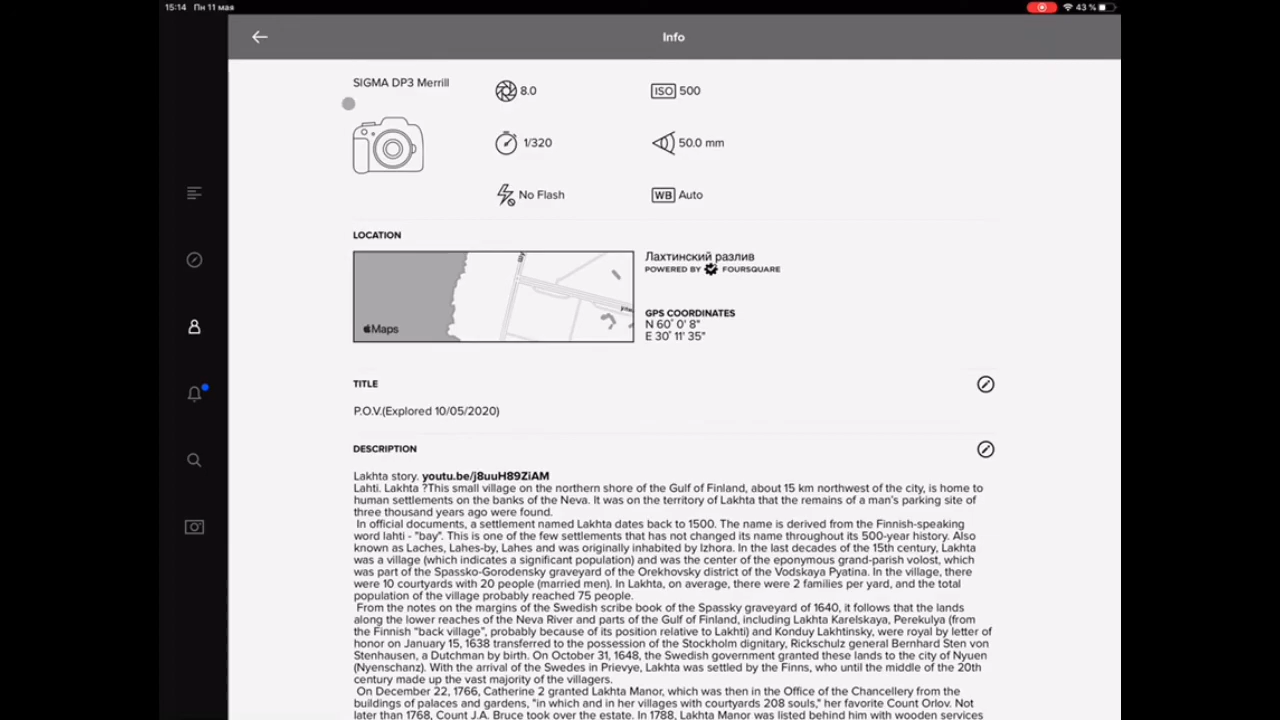 15:14 Пн 11 мая
43 %
Info
SIGMA DP3 Merrill
8.0
ISO 500
1/320
50.0 mm
No Flash
WB Auto
LOCATION
Maps
Лахтинский разлив
POWERED BY FOURSQUARE
GPS COORDINATES
N 60° 0' 8"
E 30° 11' 35"
TITLE
P.O.V.(Explored 10/05/2020)
DESCRIPTION
Lakhta story. youtu.be/j8uuH89ZiAM
Lahti. Lakhta ?This small village on the northern shore of the Gulf of Finland, about 15 km northwest of the city, is home to
human settlements on the banks of the Neva. It was on the territory of Lakhta that the remains of a man's parking site of
three thousand years ago were found.
In official documents, a settlement named Lakhta dates back to 1500. The name is derived from the Finnish-speaking
word lahti - "bay". This is one of the few settlements that has not changed its name throughout its 500-year history. Also
known as Laches, Lahes-by, Lahes and was originally inhabited by Izhora. In the last decades of the 15th century, Lakhta
was a village (which indicates a significant population) and was the center of the eponymous grand-parish volost, which
was part of the Spassko-Gorodensky graveyard of the Orekhovsky district of the Vodskaya Pyatina. In the village, there
were 10 courtyards with 20 people (married men). In Lakhta, on average, there were 2 families per yard, and the total
population of the village probably reached 75 people.
From the notes on the margins of the Swedish scribe book of the Spassky graveyard of 1640, it follows that the lands
along the lower reaches of the Neva River and parts of the Gulf of Finland, including Lakhta Karelskaya, Perekulya (from
the Finnish "back village", probably because of its position relative to Lakhti) and Konduy Lakhtinsky, were royal by letter of
honor on January 15, 1638 transferred to the possession of the Stockholm dignitary, Rickschulz general Bernhard Sten von
Stenhausen, a Dutchman by birth. On October 31, 1648, the Swedish government granted these lands to the city of Nyuen
(Nyenschanz). With the arrival of the Swedes in Prievye, Lakhta was settled by the Finns, who until the middle of the 20th
century made up the vast majority of the villagers.
On December 22, 1766, Catherine 2 granted Lakhta Manor, which was then in the Office of the Chancellery from the
buildings of palaces and gardens, "in which and in her villages with courtyards 208 souls," her favorite Count Orlov. Not
later than 1768, Count J.A. Bruce took over the estate. In 1788, Lakhta Manor was listed behind him with wooden services